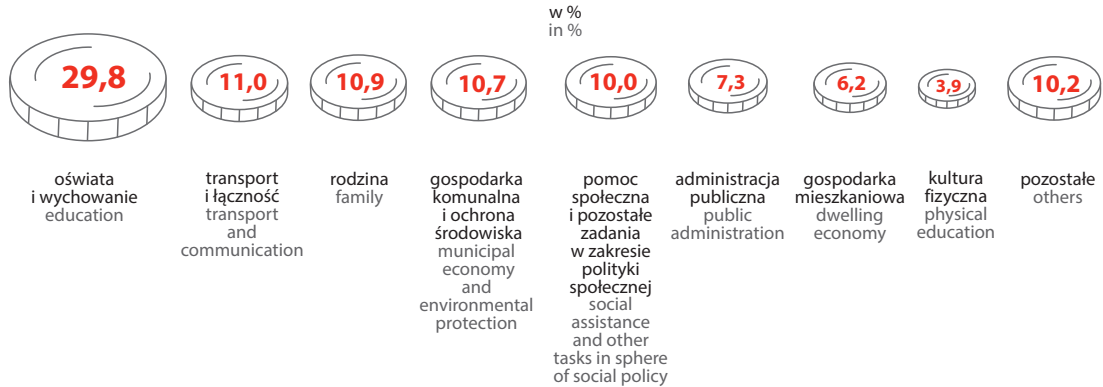 w %
in %
29,8
11,0
10,9
10,7
10,0
7,3
6,2
3,9
10,2
oświata
i wychowanie
education
transport
i łączność
transport
and
communication
rodzina
family
gospodarka
komunalna
i ochrona
środowiska
municipal
economy
and
environmental
protection
pomoc
społeczna
i pozostałe
zadania
w zakresie
polityki
społecznej
social
assistance
and other
tasks in sphere
of social policy
administracja
publiczna
public
administration
gospodarka
mieszkaniowa
dwelling
economy
kultura
fizyczna
physical
education
pozostałe
others